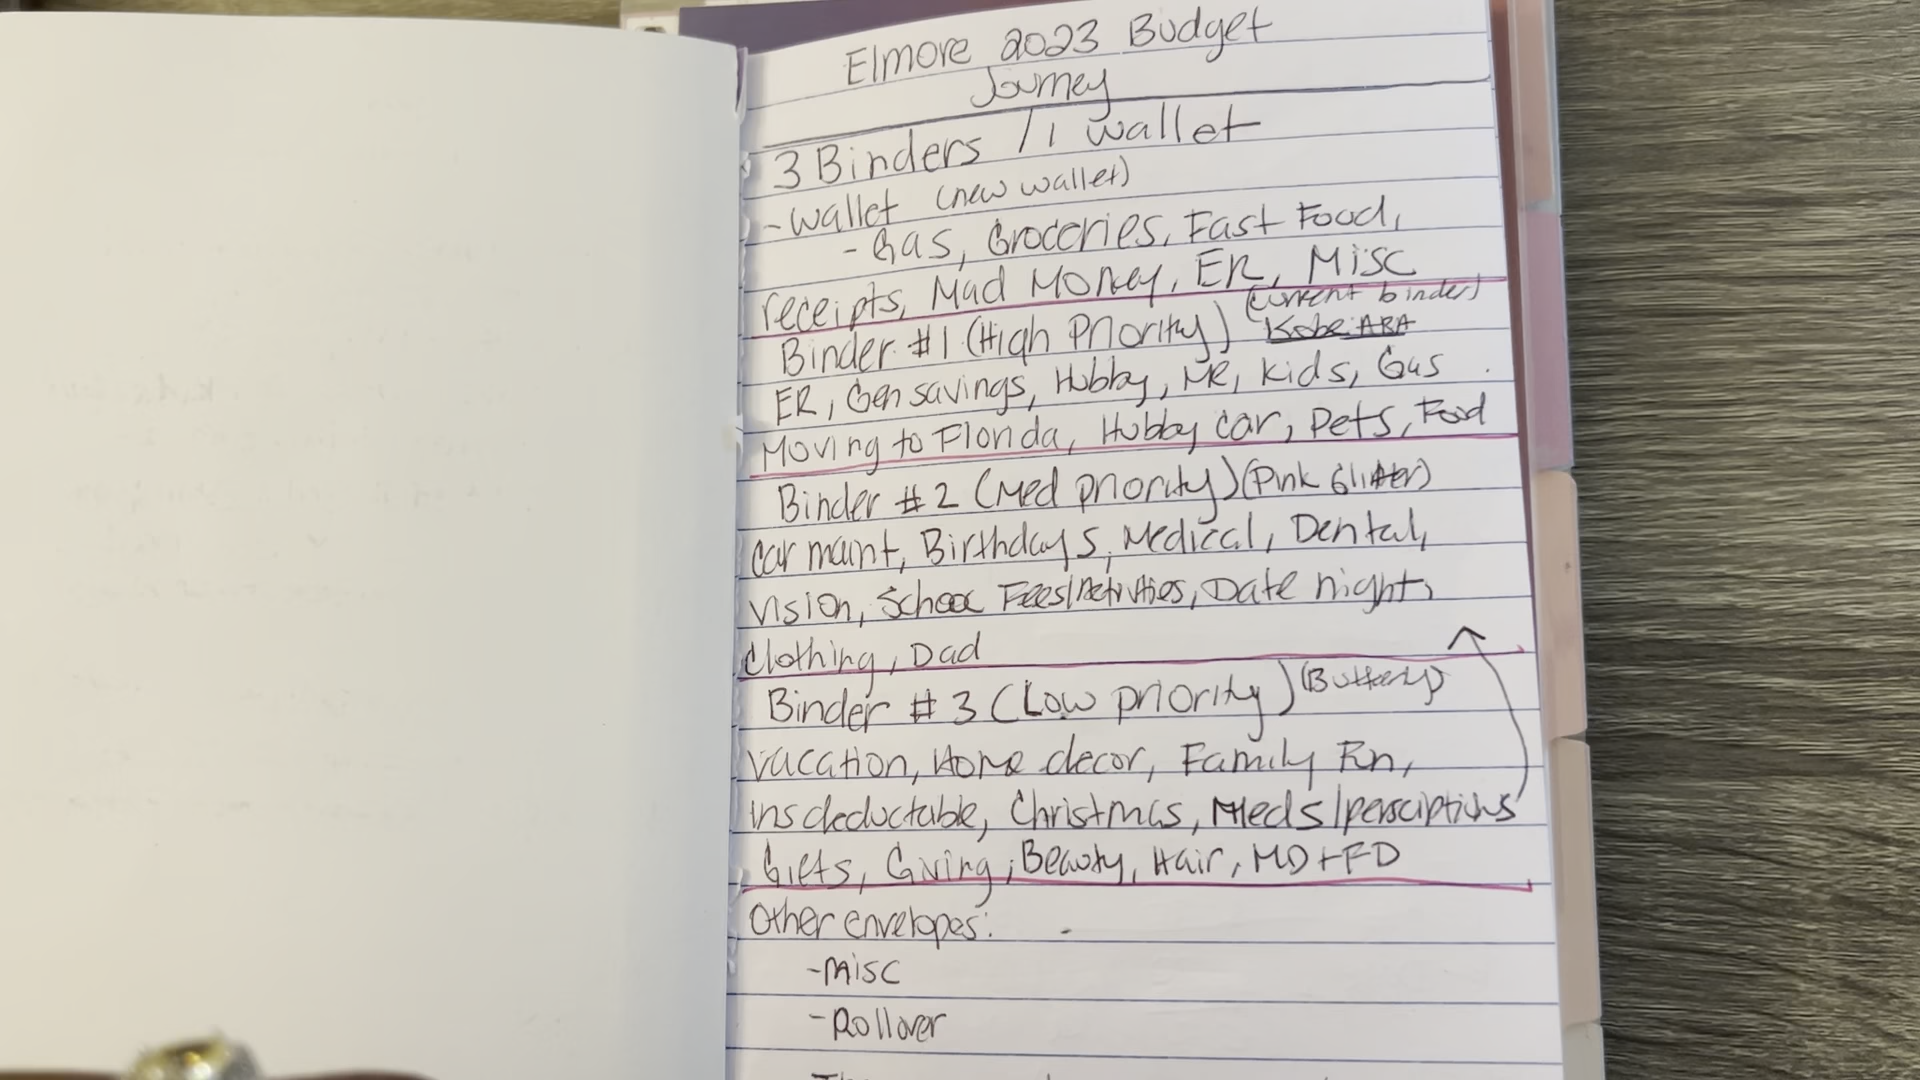 Elmore 2023 Budget
Journey
3 Binders / 1 wallet
- wallet (new wallet)
- Gas, Groceries, Fast Food,
receipts, Mad Money, ER, Misc
Binder #1 (High Priority) (current binder)
Kobe ABA
ER, Gen savings, Hubby, ME, kids, Gas
Moving to Florida, Hubby car, Pets, Food
Binder #2 (Med priority) (Pink Glitter)
car maint, Birthdays, Medical, Dental,
vision, School Fees/Activities, Date night,
Clothing, Dad
Binder #3 (Low priority) (Butterfly)
vacation, Home decor, Family Fun,
ins deductable, Christmas, Meds/persciptions
Gifts, Giving, Beauty, Hair, MD+FD
Other envelopes:
- Misc
- Rollover